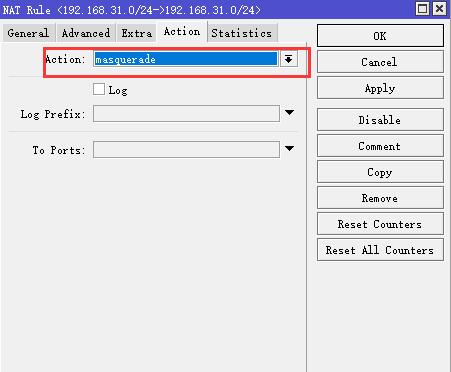 NAT Rule <192.168.31.0/24->192.168.31.0/24>
General Advanced Extra Action Statistics
Action: masquerade
Log
Log Prefix:
To Ports:
OK
Cancel
Apply
Disable
Comment
Copy
Remove
Reset Counters
Reset All Counters